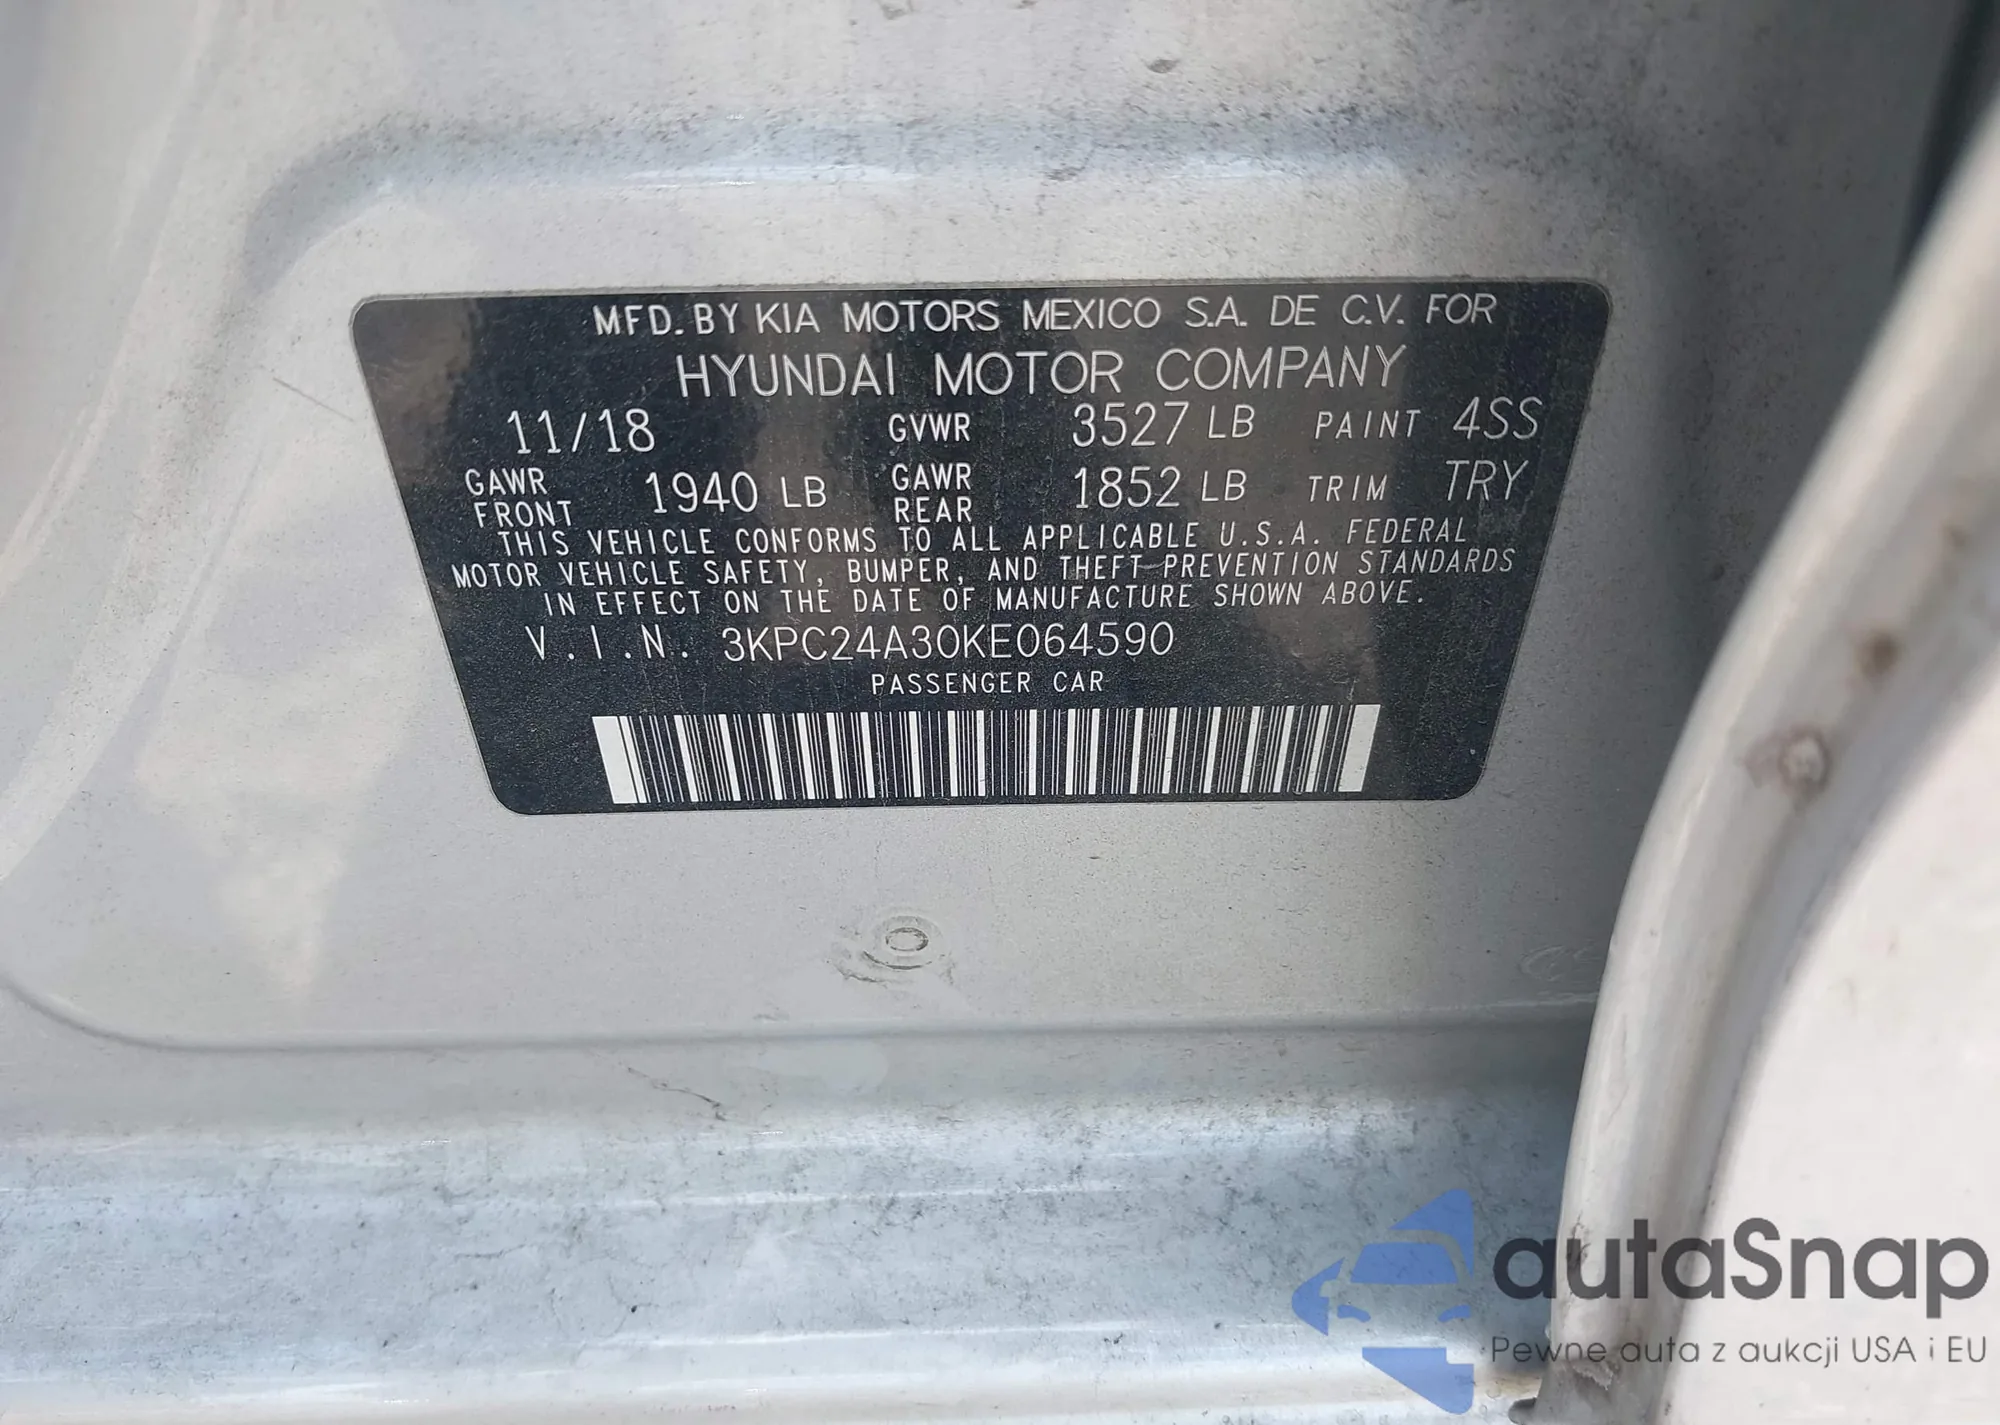 MFD. BY KIA MOTORS MEXICO S.A. DE C.V. FOR
HYUNDAI MOTOR COMPANY
11/18 GVWR 3527 LB PAINT 4SS
GAWR FRONT 1940 LB GAWR REAR 1852 LB TRIM TRY
THIS VEHICLE CONFORMS TO ALL APPLICABLE U.S.A. FEDERAL
MOTOR VEHICLE SAFETY, BUMPER, AND THEFT PREVENTION STANDARDS
IN EFFECT ON THE DATE OF MANUFACTURE SHOWN ABOVE.
V.I.N. 3KPC24A30KE064590
PASSENGER CAR
autaSnap
Pewne auta z aukcji USA i EU